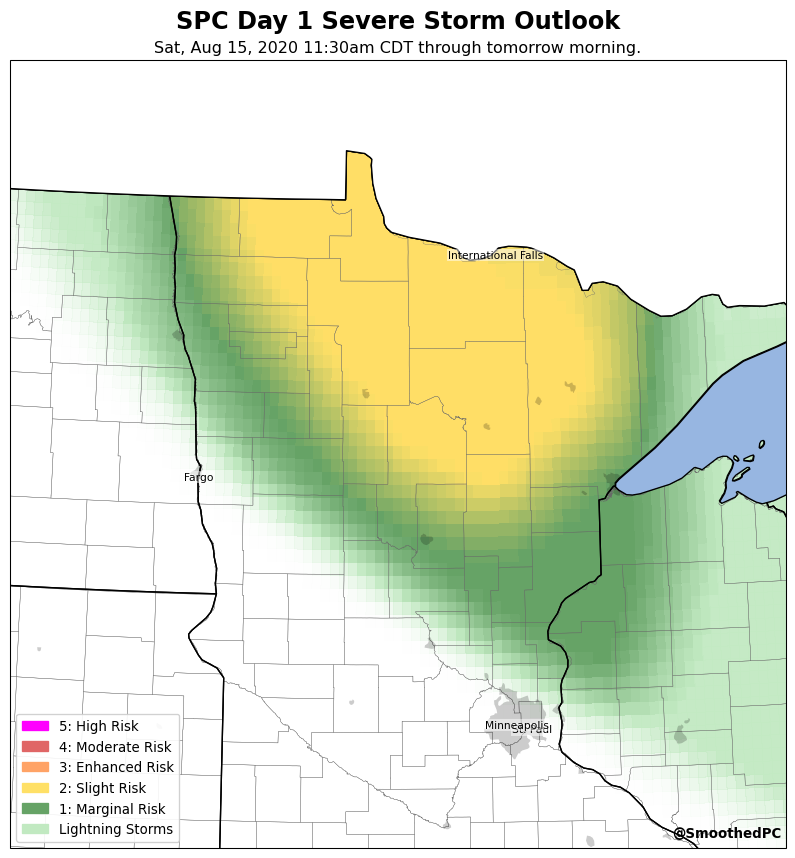 SPC Day 1 Severe Storm Outlook
Sat, Aug 15, 2020 11:30am CDT through tomorrow morning.
International Falls
Fargo
Minneapolis
St. Paul
5: High Risk
4: Moderate Risk
3: Enhanced Risk
2: Slight Risk
1: Marginal Risk
Lightning Storms
@SmoothedPC